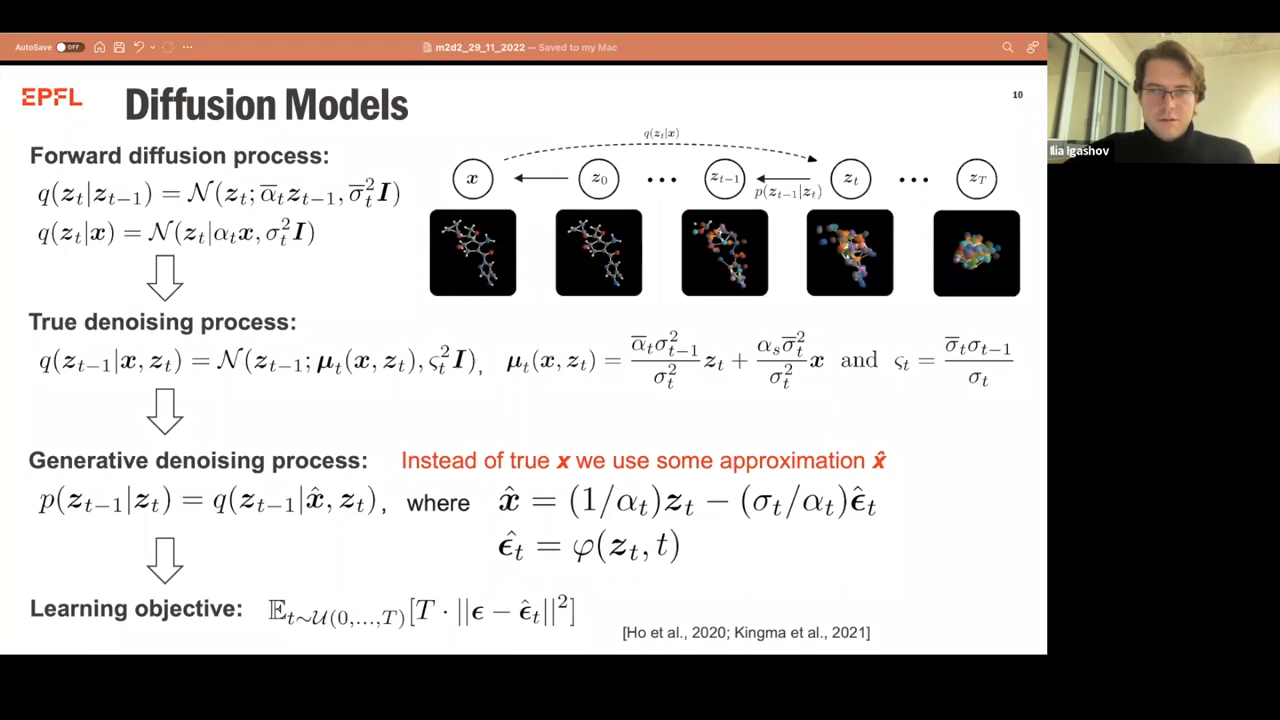 AutoSave OFF
m2d2_29_11_2022 — Saved to my Mac
EPFL
Diffusion Models
10
Ilia Igashov
Forward diffusion process:
q(z_t|z_{t−1}) = 𝒩(z_t; α̅_t z_{t−1}, σ̅_t^2 I)
q(z_t|x) = 𝒩(z_t|α_t x, σ_t^2 I)
q(z_t|x)
x z_0 ••• z_{t−1} z_t ••• z_T
p(z_{t−1}|z_t)
True denoising process:
q(z_{t−1}|x, z_t) = 𝒩(z_{t−1}; μ_t(x, z_t), ς_t^2 I), μ_t(x, z_t) = \frac{α̅_t σ_{t−1}^2}{σ_t^2} z_t + \frac{α_s σ̅_t^2}{σ_t^2} x and ς_t = \frac{σ̅_t σ_{t−1}}{σ_t}
Generative denoising process: Instead of true x we use some approximation x̂
p(z_{t−1}|z_t) = q(z_{t−1}|x̂, z_t), where x̂ = (1/α_t)z_t − (σ_t/α_t)ϵ̂_t
ϵ̂_t = φ(z_t, t)
Learning objective: 𝔼_{t∼𝒰(0,...,T)}[T · ||ϵ − ϵ̂_t||^2]
[Ho et al., 2020; Kingma et al., 2021]